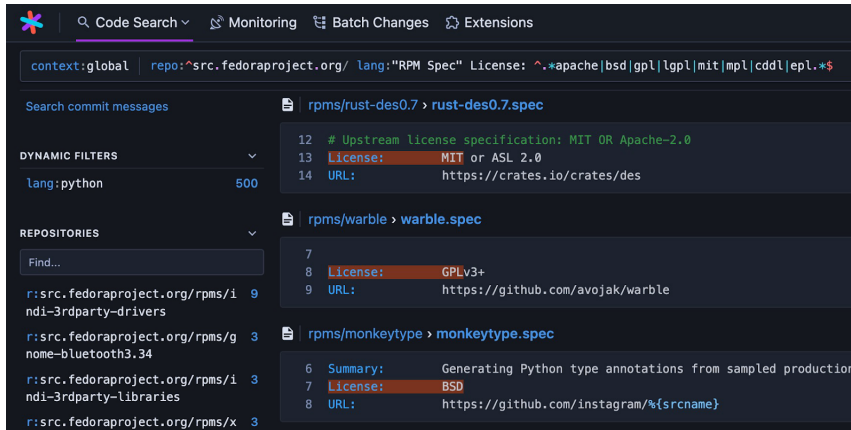 Code Search Monitoring Batch Changes Extensions
context:global repo:^src.fedoraproject.org/ lang:"RPM Spec" License: ^.*apache|bsd|gpl|lgpl|mit|mpl|cddl|epl.*$
Search commit messages
DYNAMIC FILTERS
lang:python 500
REPOSITORIES
Find...
r:src.fedoraproject.org/rpms/i 9
ndi-3rdparty-drivers
r:src.fedoraproject.org/rpms/g 3
nome-bluetooth3.34
r:src.fedoraproject.org/rpms/i 3
ndi-3rdparty-libraries
r:src.fedoraproject.org/rpms/x 3
rpms/rust-des0.7 › rust-des0.7.spec
12 # Upstream license specification: MIT OR Apache-2.0
13 License: MIT or ASL 2.0
14 URL: https://crates.io/crates/des
rpms/warble › warble.spec
7
8 License: GPLv3+
9 URL: https://github.com/avojak/warble
rpms/monkeytype › monkeytype.spec
6 Summary: Generating Python type annotations from sampled production
7 License: BSD
8 URL: https://github.com/instagram/%{srcname}